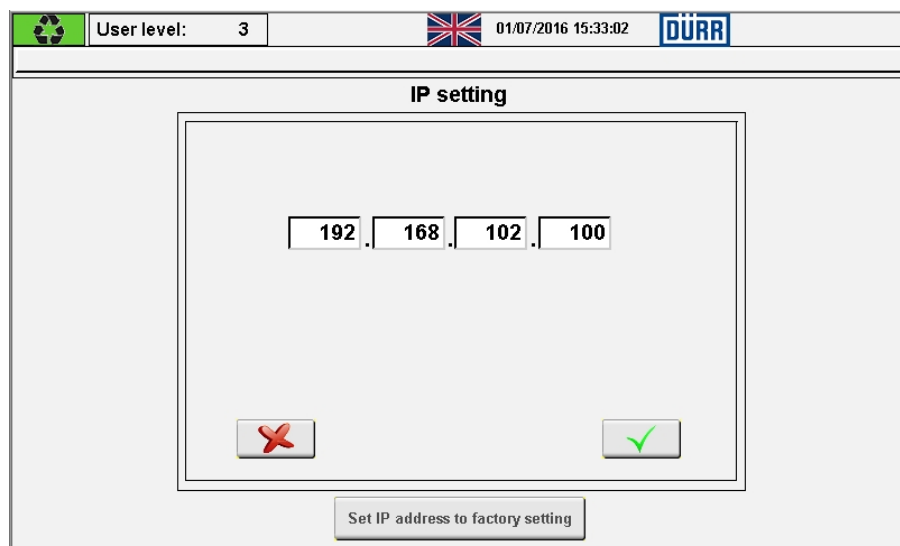 User level: 3 01/07/2016 15:33:02 DÜRR
IP setting
192 . 168 . 102 . 100
Set IP address to factory setting